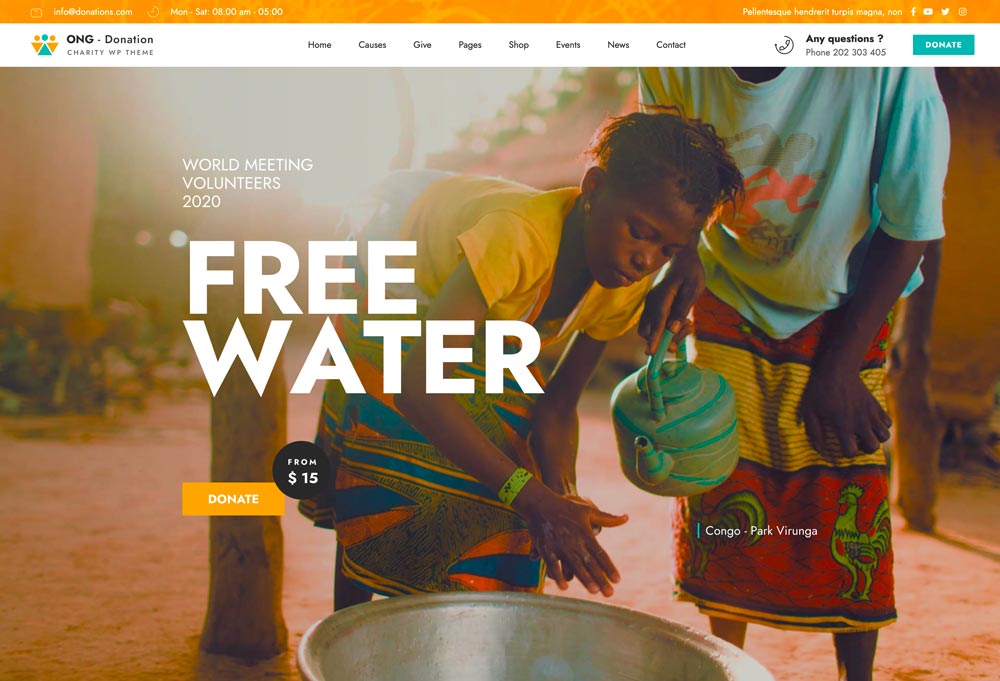 info@donations.com
Mon - Sat: 08.00 am - 05:00
Pellentesque hendrerit turpis magna, non
ONG - Donation
CHARITY WP THEME
Home
Causes
Give
Pages
Shop
Events
News
Contact
Any questions ?
Phone 202 303 405
DONATE
WORLD MEETING
VOLUNTEERS
2020
FREE
WATER
FROM
$ 15
DONATE
Congo - Park Virunga